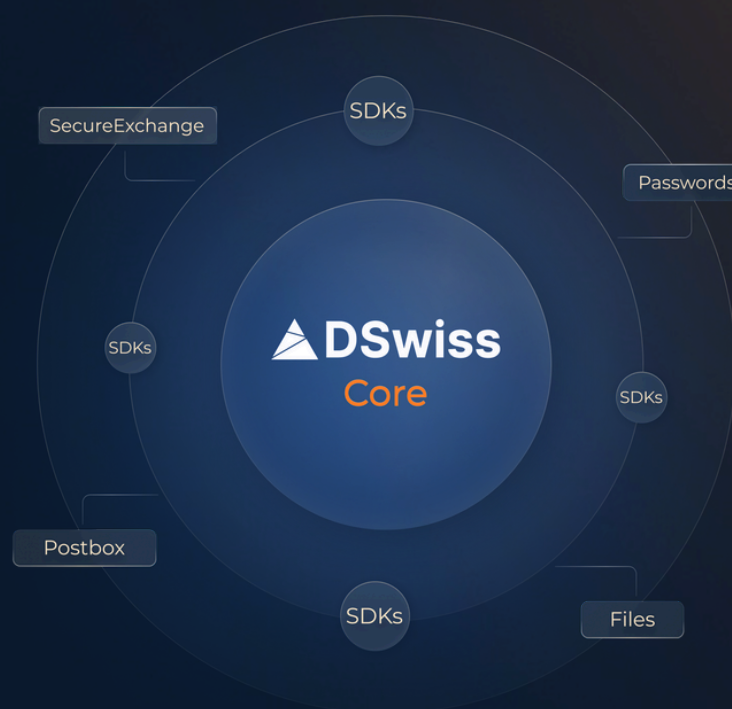 SDKs
SecureExchange
Passwords
DSwiss
Core
SDKs
SDKs
Postbox
Files
SDKs